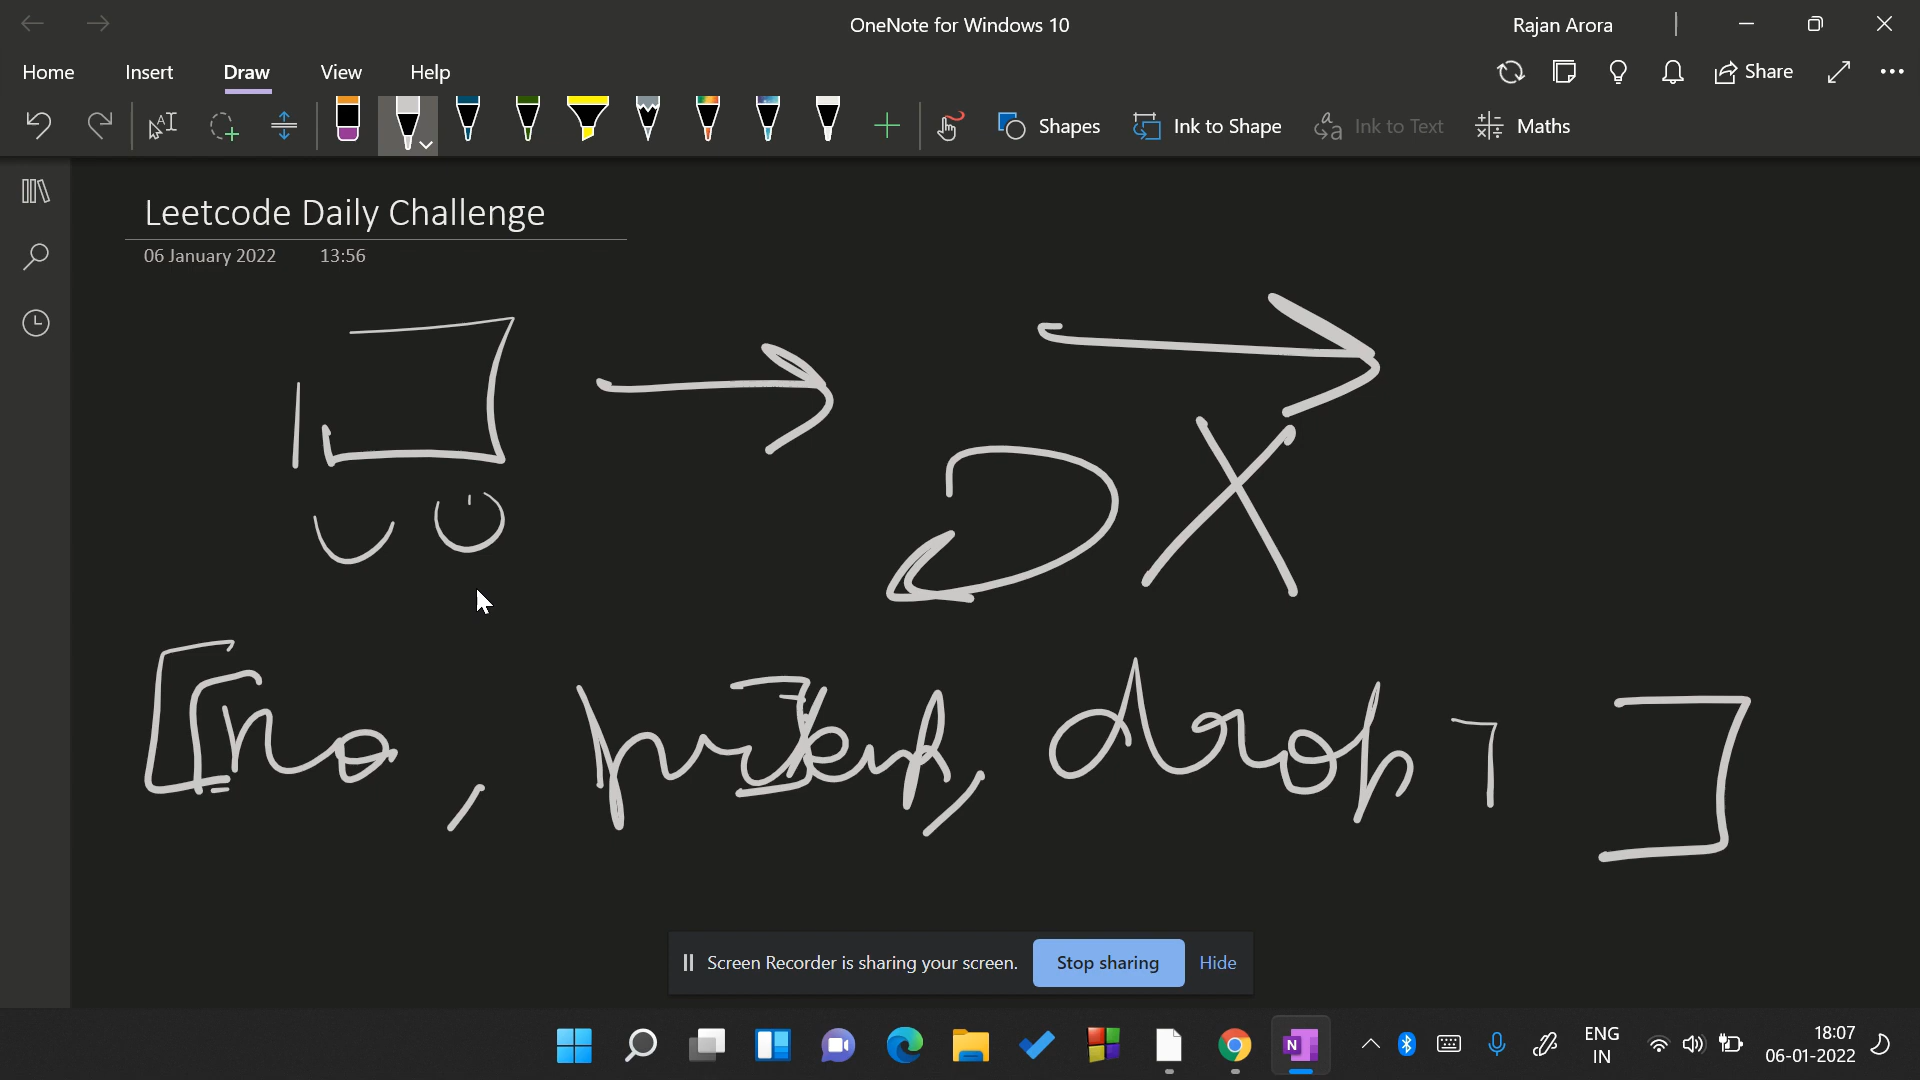 OneNote for Windows 10
Rajan Arora
Home Insert Draw View Help
Share
Shapes Ink to Shape Ink to Text Maths
Leetcode Daily Challenge
06 January 2022 13:56
X
[[no, pickup, drop] ]
Screen Recorder is sharing your screen. Stop sharing Hide
ENG
IN
18:07
06-01-2022